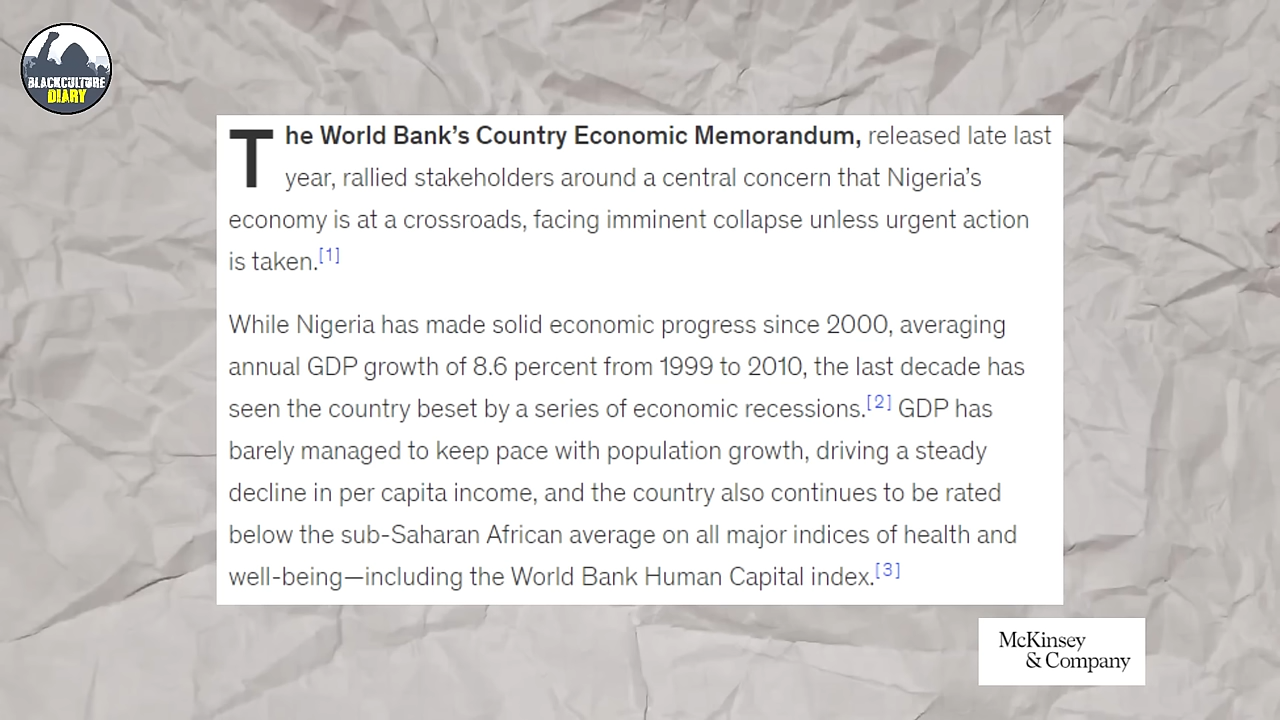 BLACKCULTURE
DIARY
The World Bank’s Country Economic Memorandum, released late last
year, rallied stakeholders around a central concern that Nigeria’s
economy is at a crossroads, facing imminent collapse unless urgent action
is taken.[1]
While Nigeria has made solid economic progress since 2000, averaging
annual GDP growth of 8.6 percent from 1999 to 2010, the last decade has
seen the country beset by a series of economic recessions.[2] GDP has
barely managed to keep pace with population growth, driving a steady
decline in per capita income, and the country also continues to be rated
below the sub-Saharan African average on all major indices of health and
well-being—including the World Bank Human Capital index.[3]
McKinsey
& Company